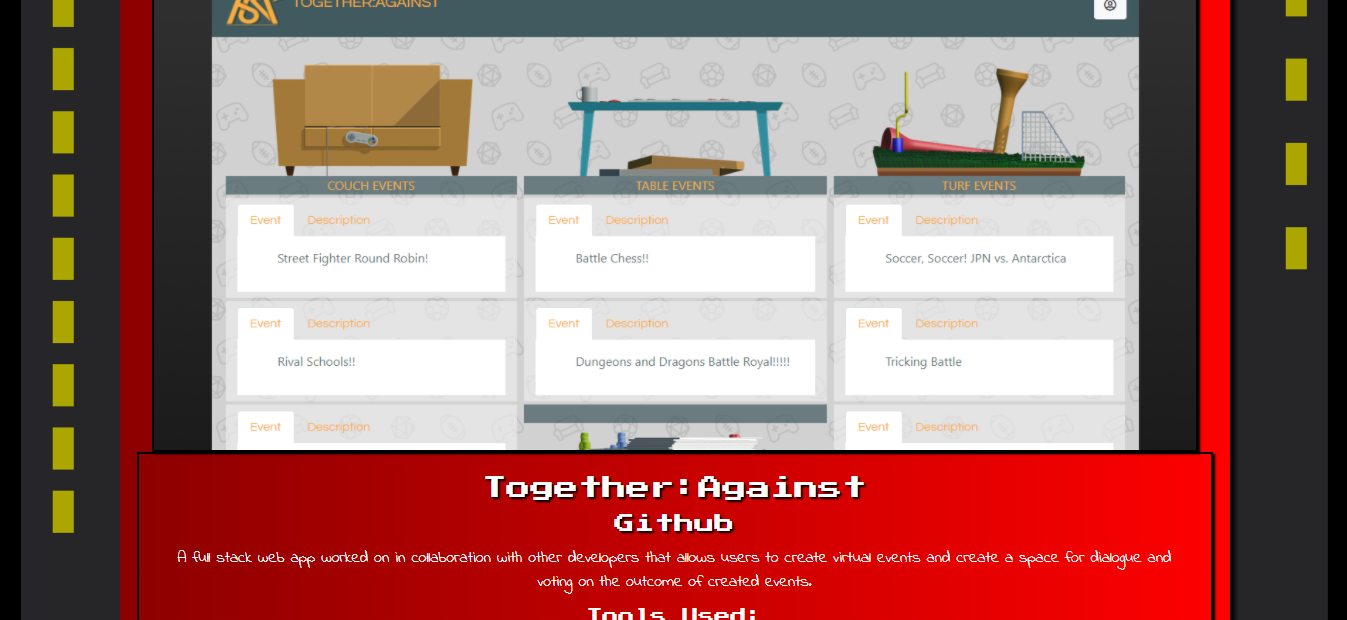 TOGETHER:AGAINST
COUCH EVENTS
TABLE EVENTS
TURF EVENTS
Event Description
Event Description
Event Description
Street Fighter Round Robin!
Battle Chess!!
Soccer, Soccer! JPN vs. Antarctica
Event Description
Event Description
Event Description
Rival Schools!!
Dungeons and Dragons Battle Royal!!!!!
Tricking Battle
Event Description
Event Description
Together:Against
Github
A full stack web app worked on in collaboration with other developers that allows users to create virtual events and create a space for dialogue and
voting on the outcome of created events.
Tools Used: